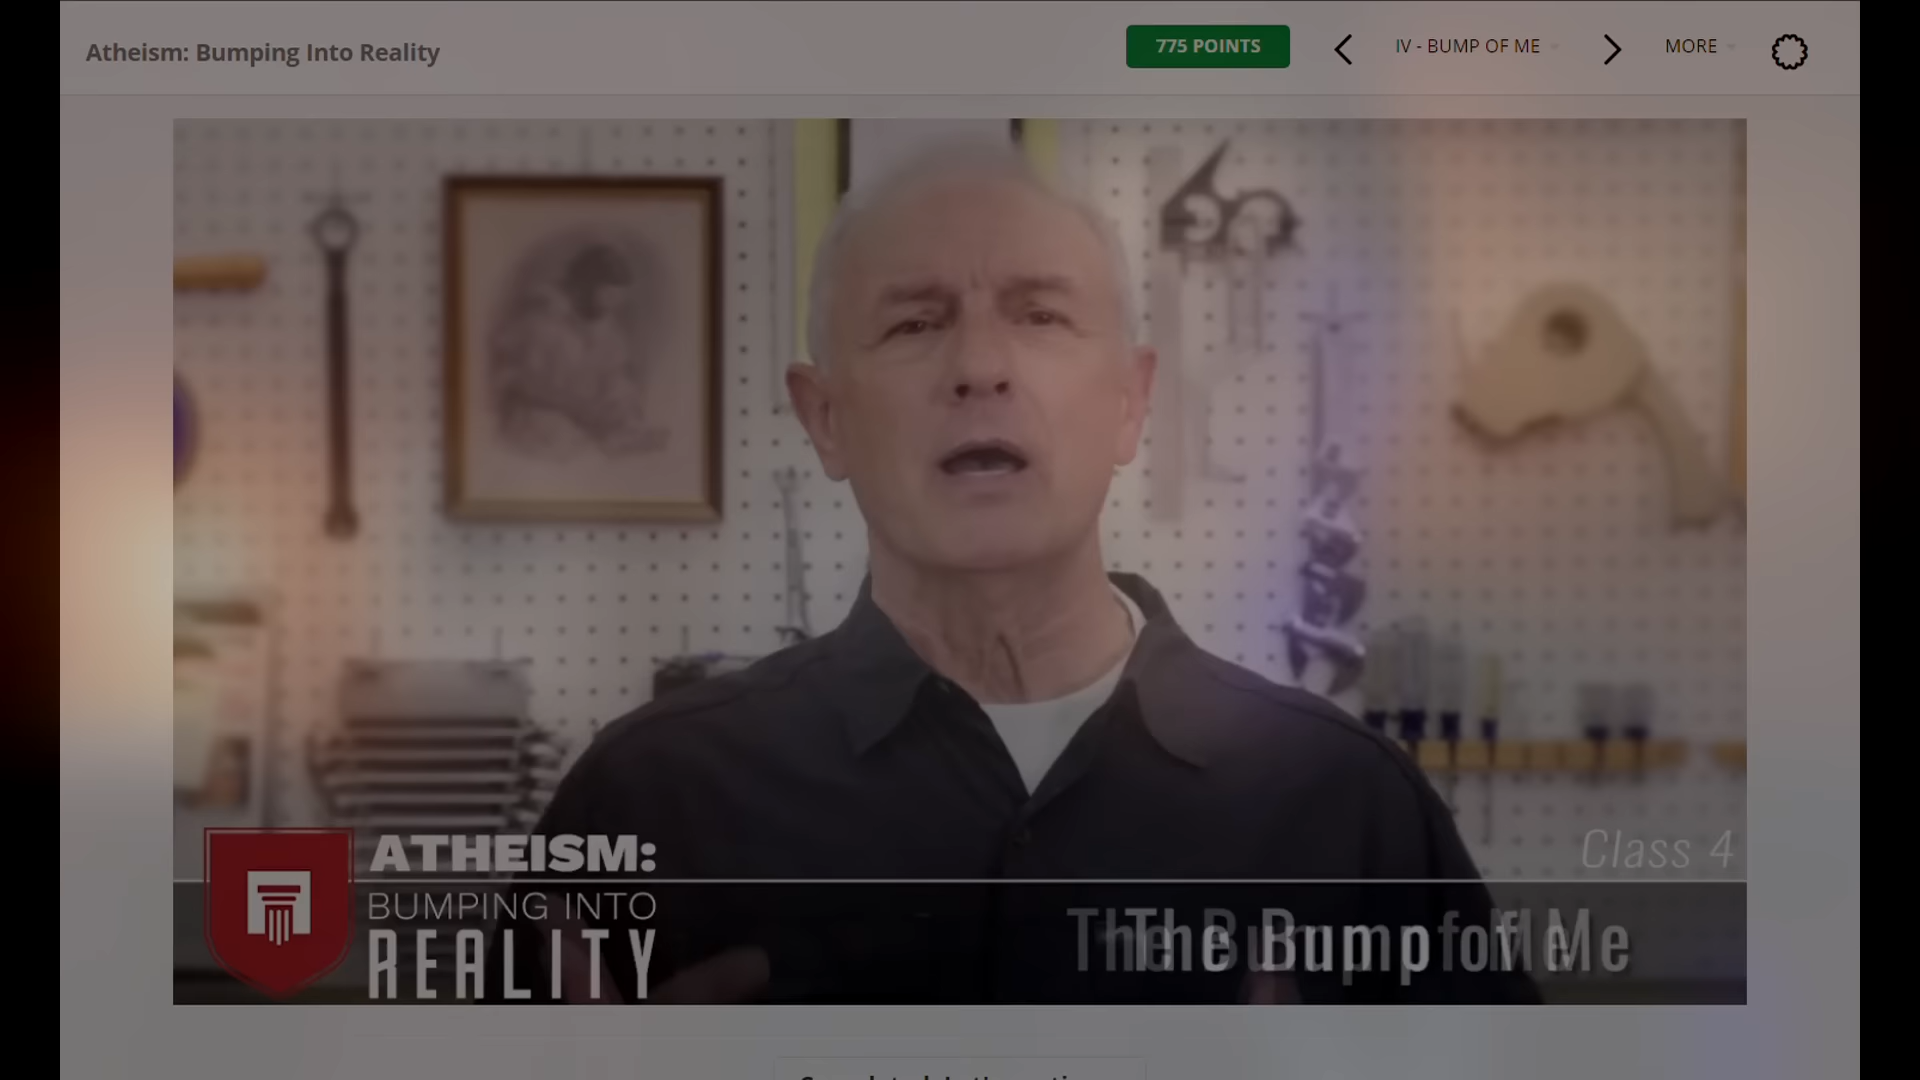 Atheism: Bumping Into Reality
775 POINTS
IV - BUMP OF ME
MORE
ATHEISM:
BUMPING INTO
REALITY
Class 4
The Bump of Me